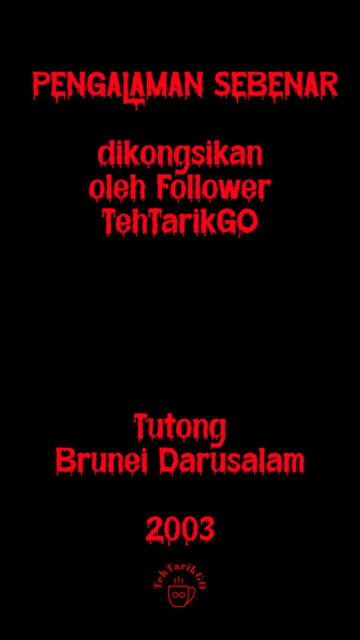 PENGALAMAN SEBENAR
dikongsikan
oleh Follower
TehTarikGO
Tutong
Brunei Darusalam
2003
TehTarikGO